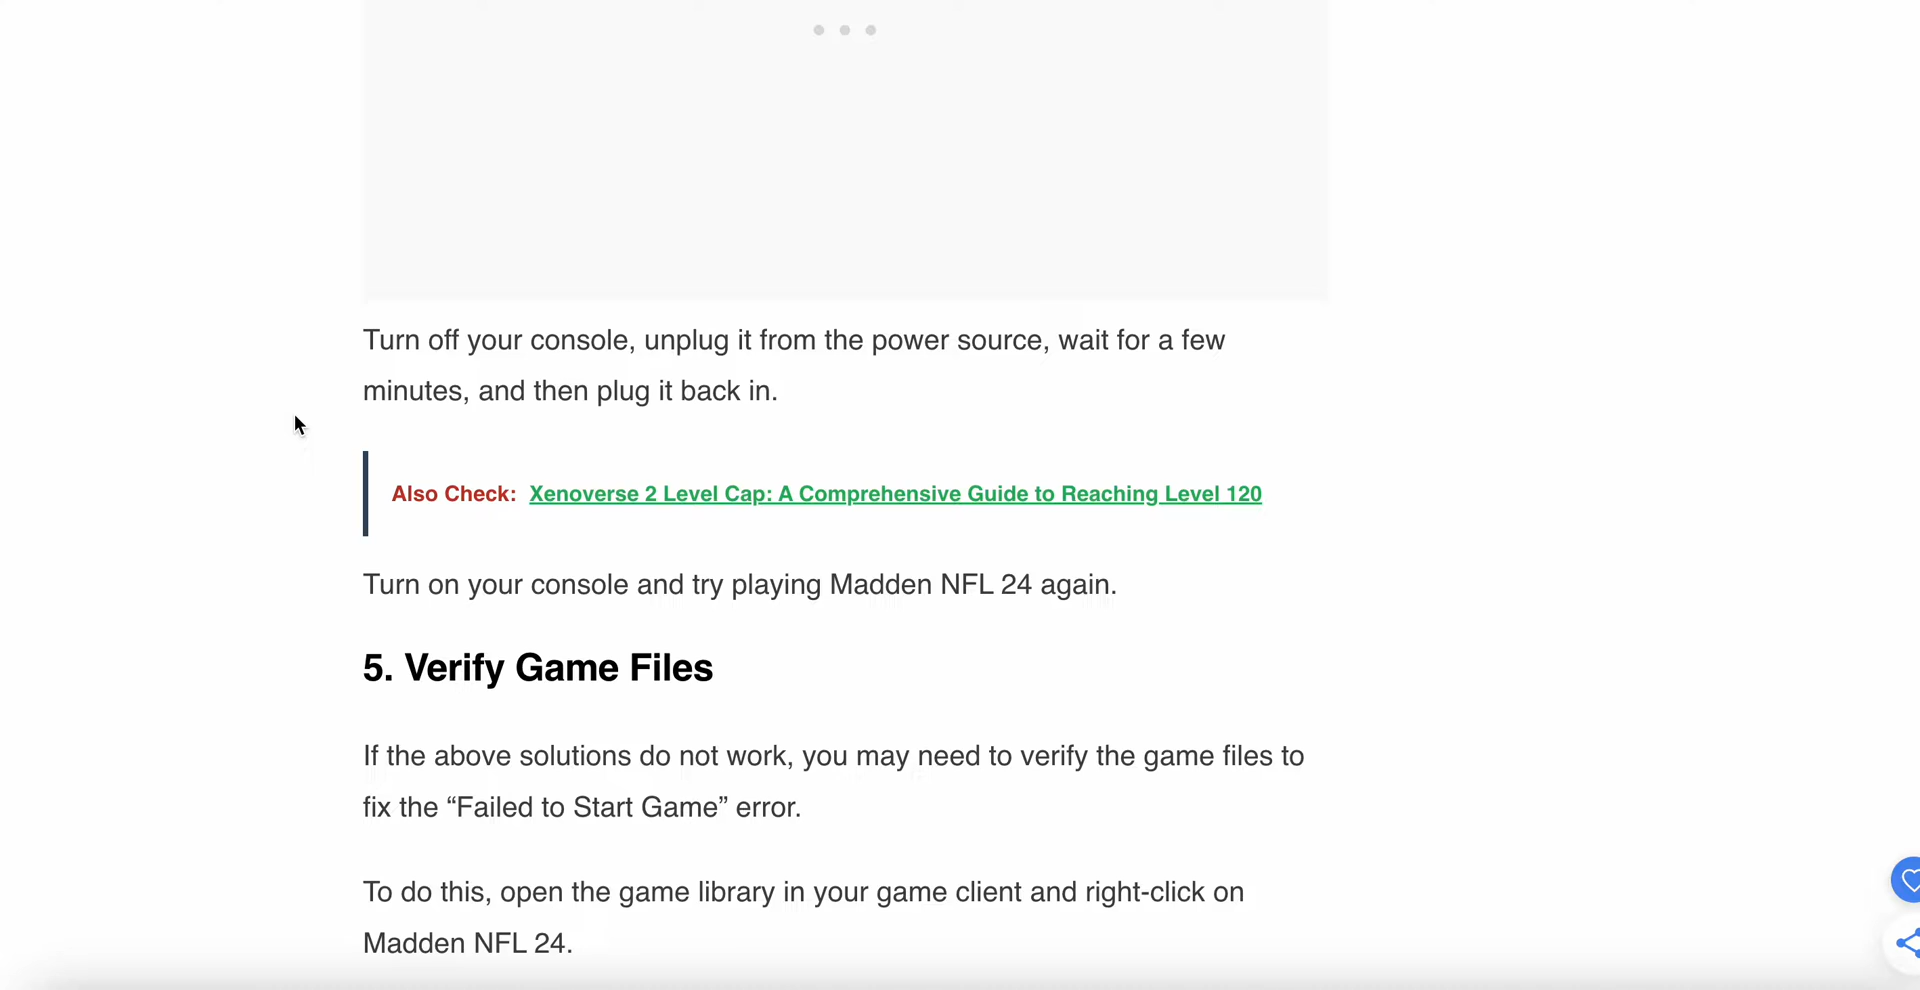 Turn off your console, unplug it from the power source, wait for a few
minutes, and then plug it back in.
Also Check: Xenoverse 2 Level Cap: A Comprehensive Guide to Reaching Level 120
Turn on your console and try playing Madden NFL 24 again.
5. Verify Game Files
If the above solutions do not work, you may need to verify the game files to
fix the “Failed to Start Game” error.
To do this, open the game library in your game client and right-click on
Madden NFL 24.